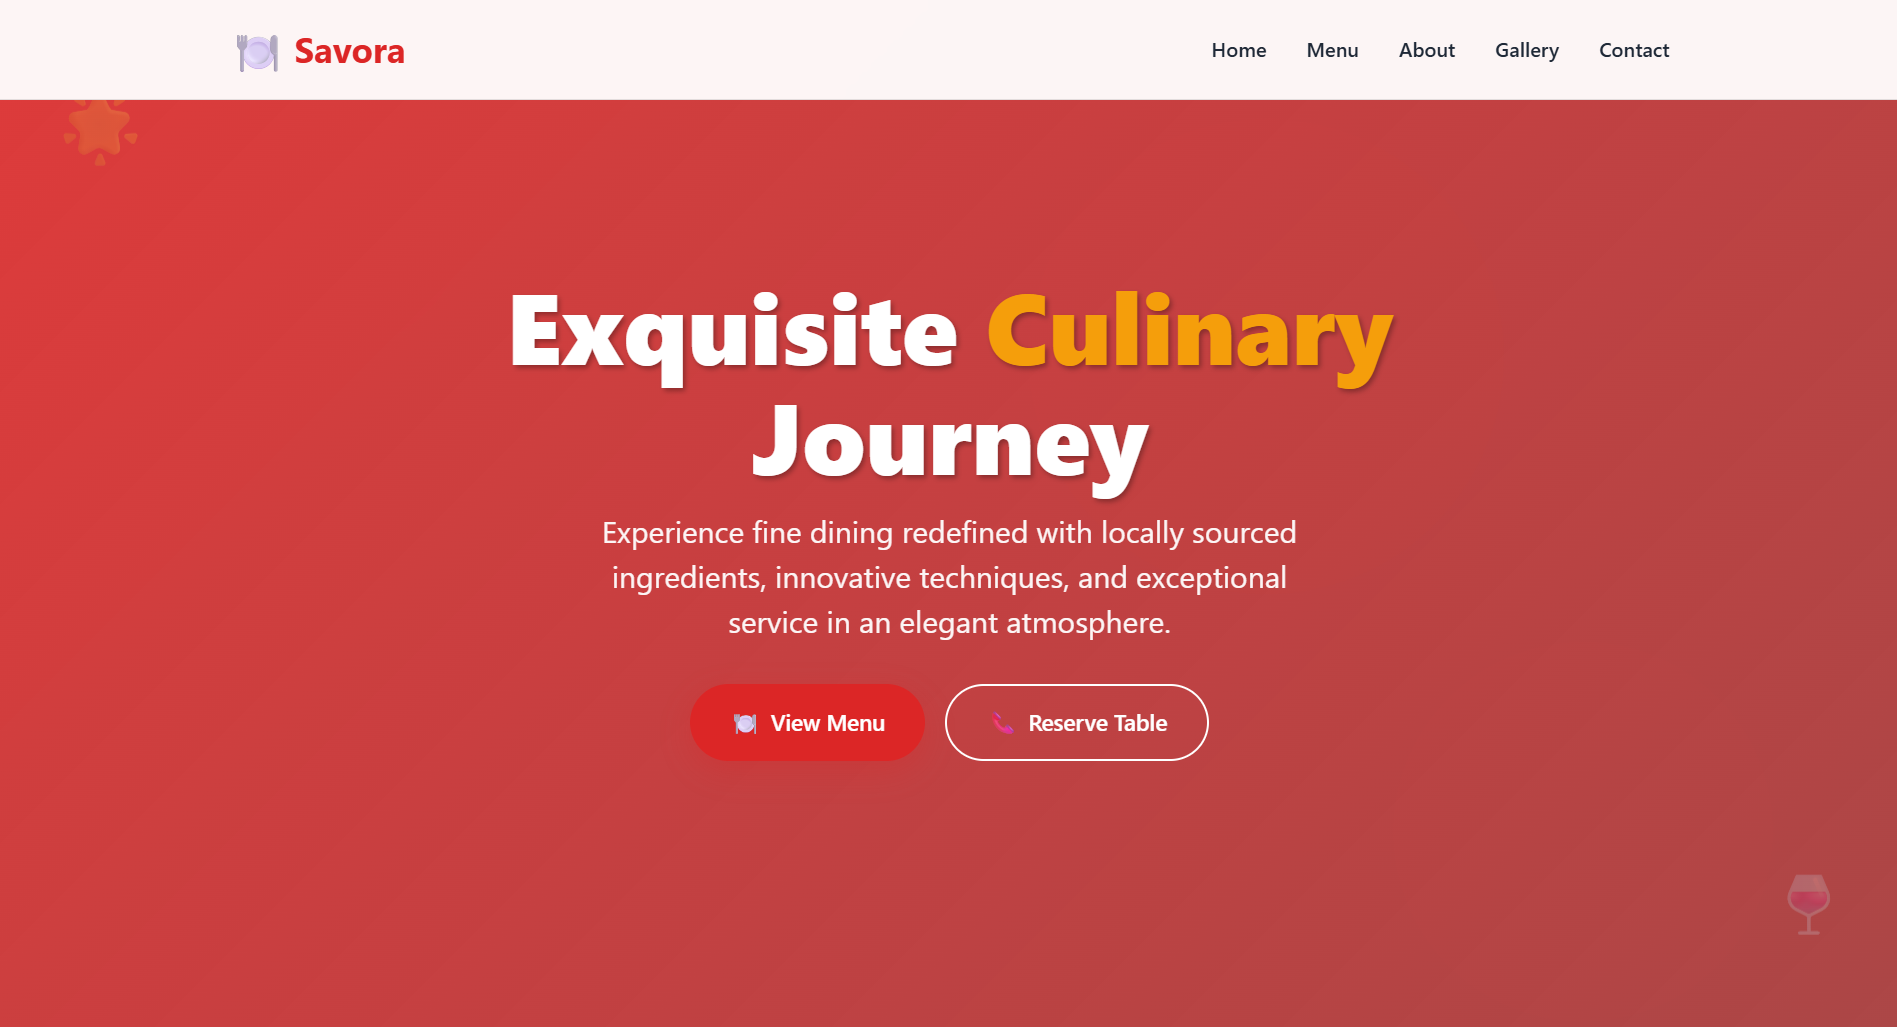 Savora
Home
Menu
About
Gallery
Contact
Exquisite Culinary
Journey
Experience fine dining redefined with locally sourced
ingredients, innovative techniques, and exceptional
service in an elegant atmosphere.
View Menu
Reserve Table